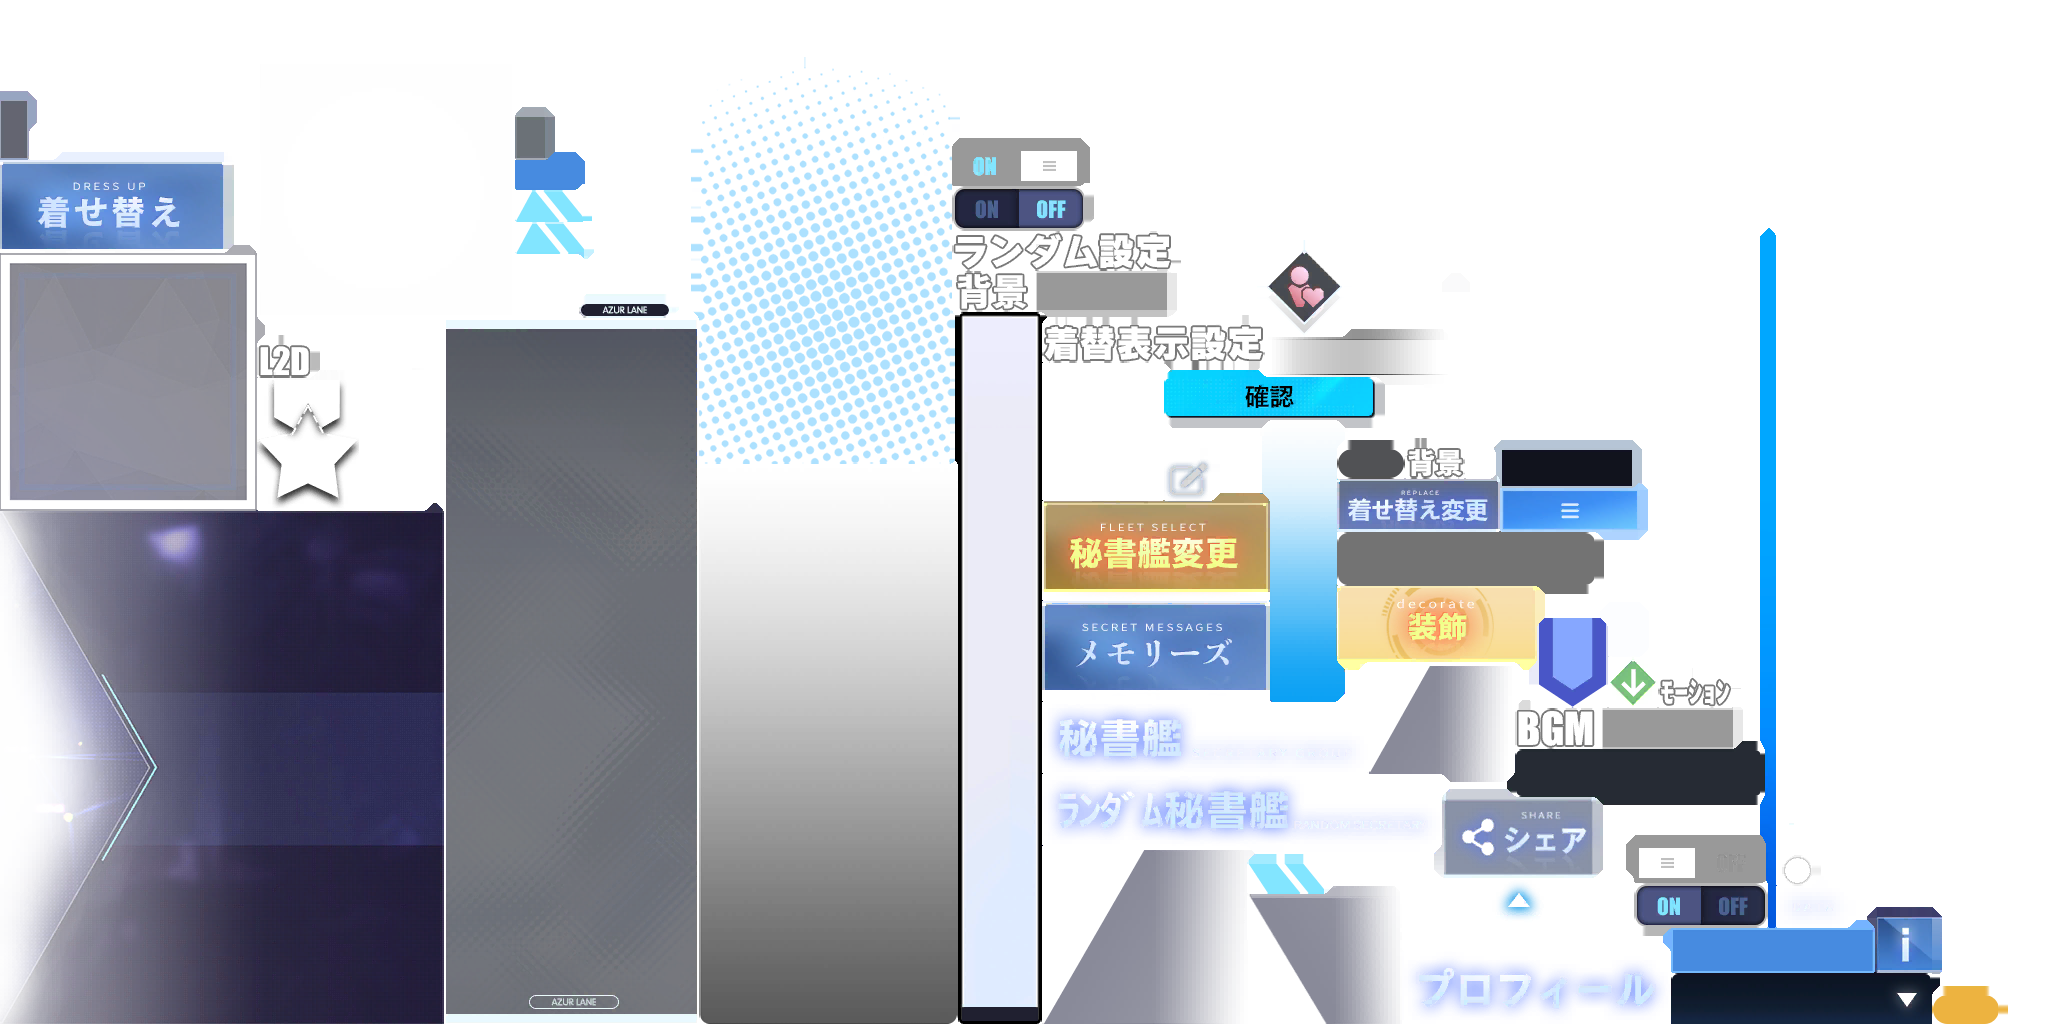 DRESS UP
着せ替え
L2D
AZUR LANE
AZUR LANE
ON
ON
OFF
ランダム設定
背景
着替表示設定
確認
背景
REPLACE
着せ替え変更
FLEET SELECT
秘書艦変更
decorate
装飾
SECRET MESSAGES
メモリーズ
モーション
BGM
秘書艦
ランダム秘書艦
SHARE
シェア
ON
OFF
プロフィール
i